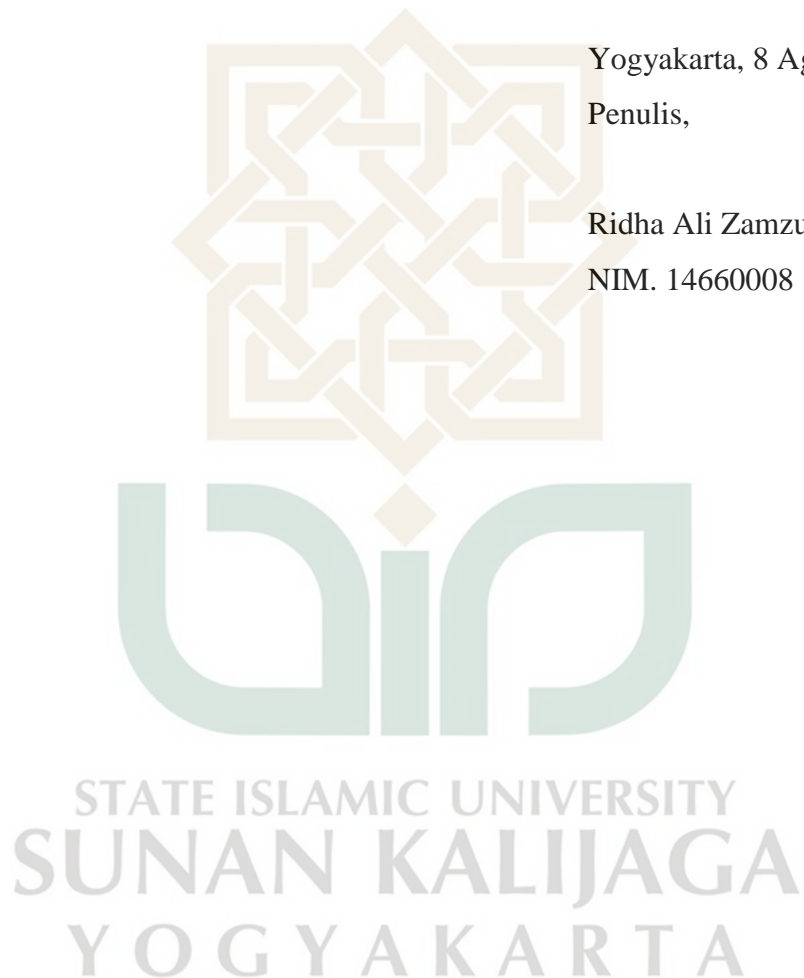 Yogyakarta, 8 Ag
Penulis,
Ridha Ali Zamzu
NIM. 14660008
STATE ISLAMIC UNIVERSITY
SUNAN KALIJAGA
YOGYAKARTA